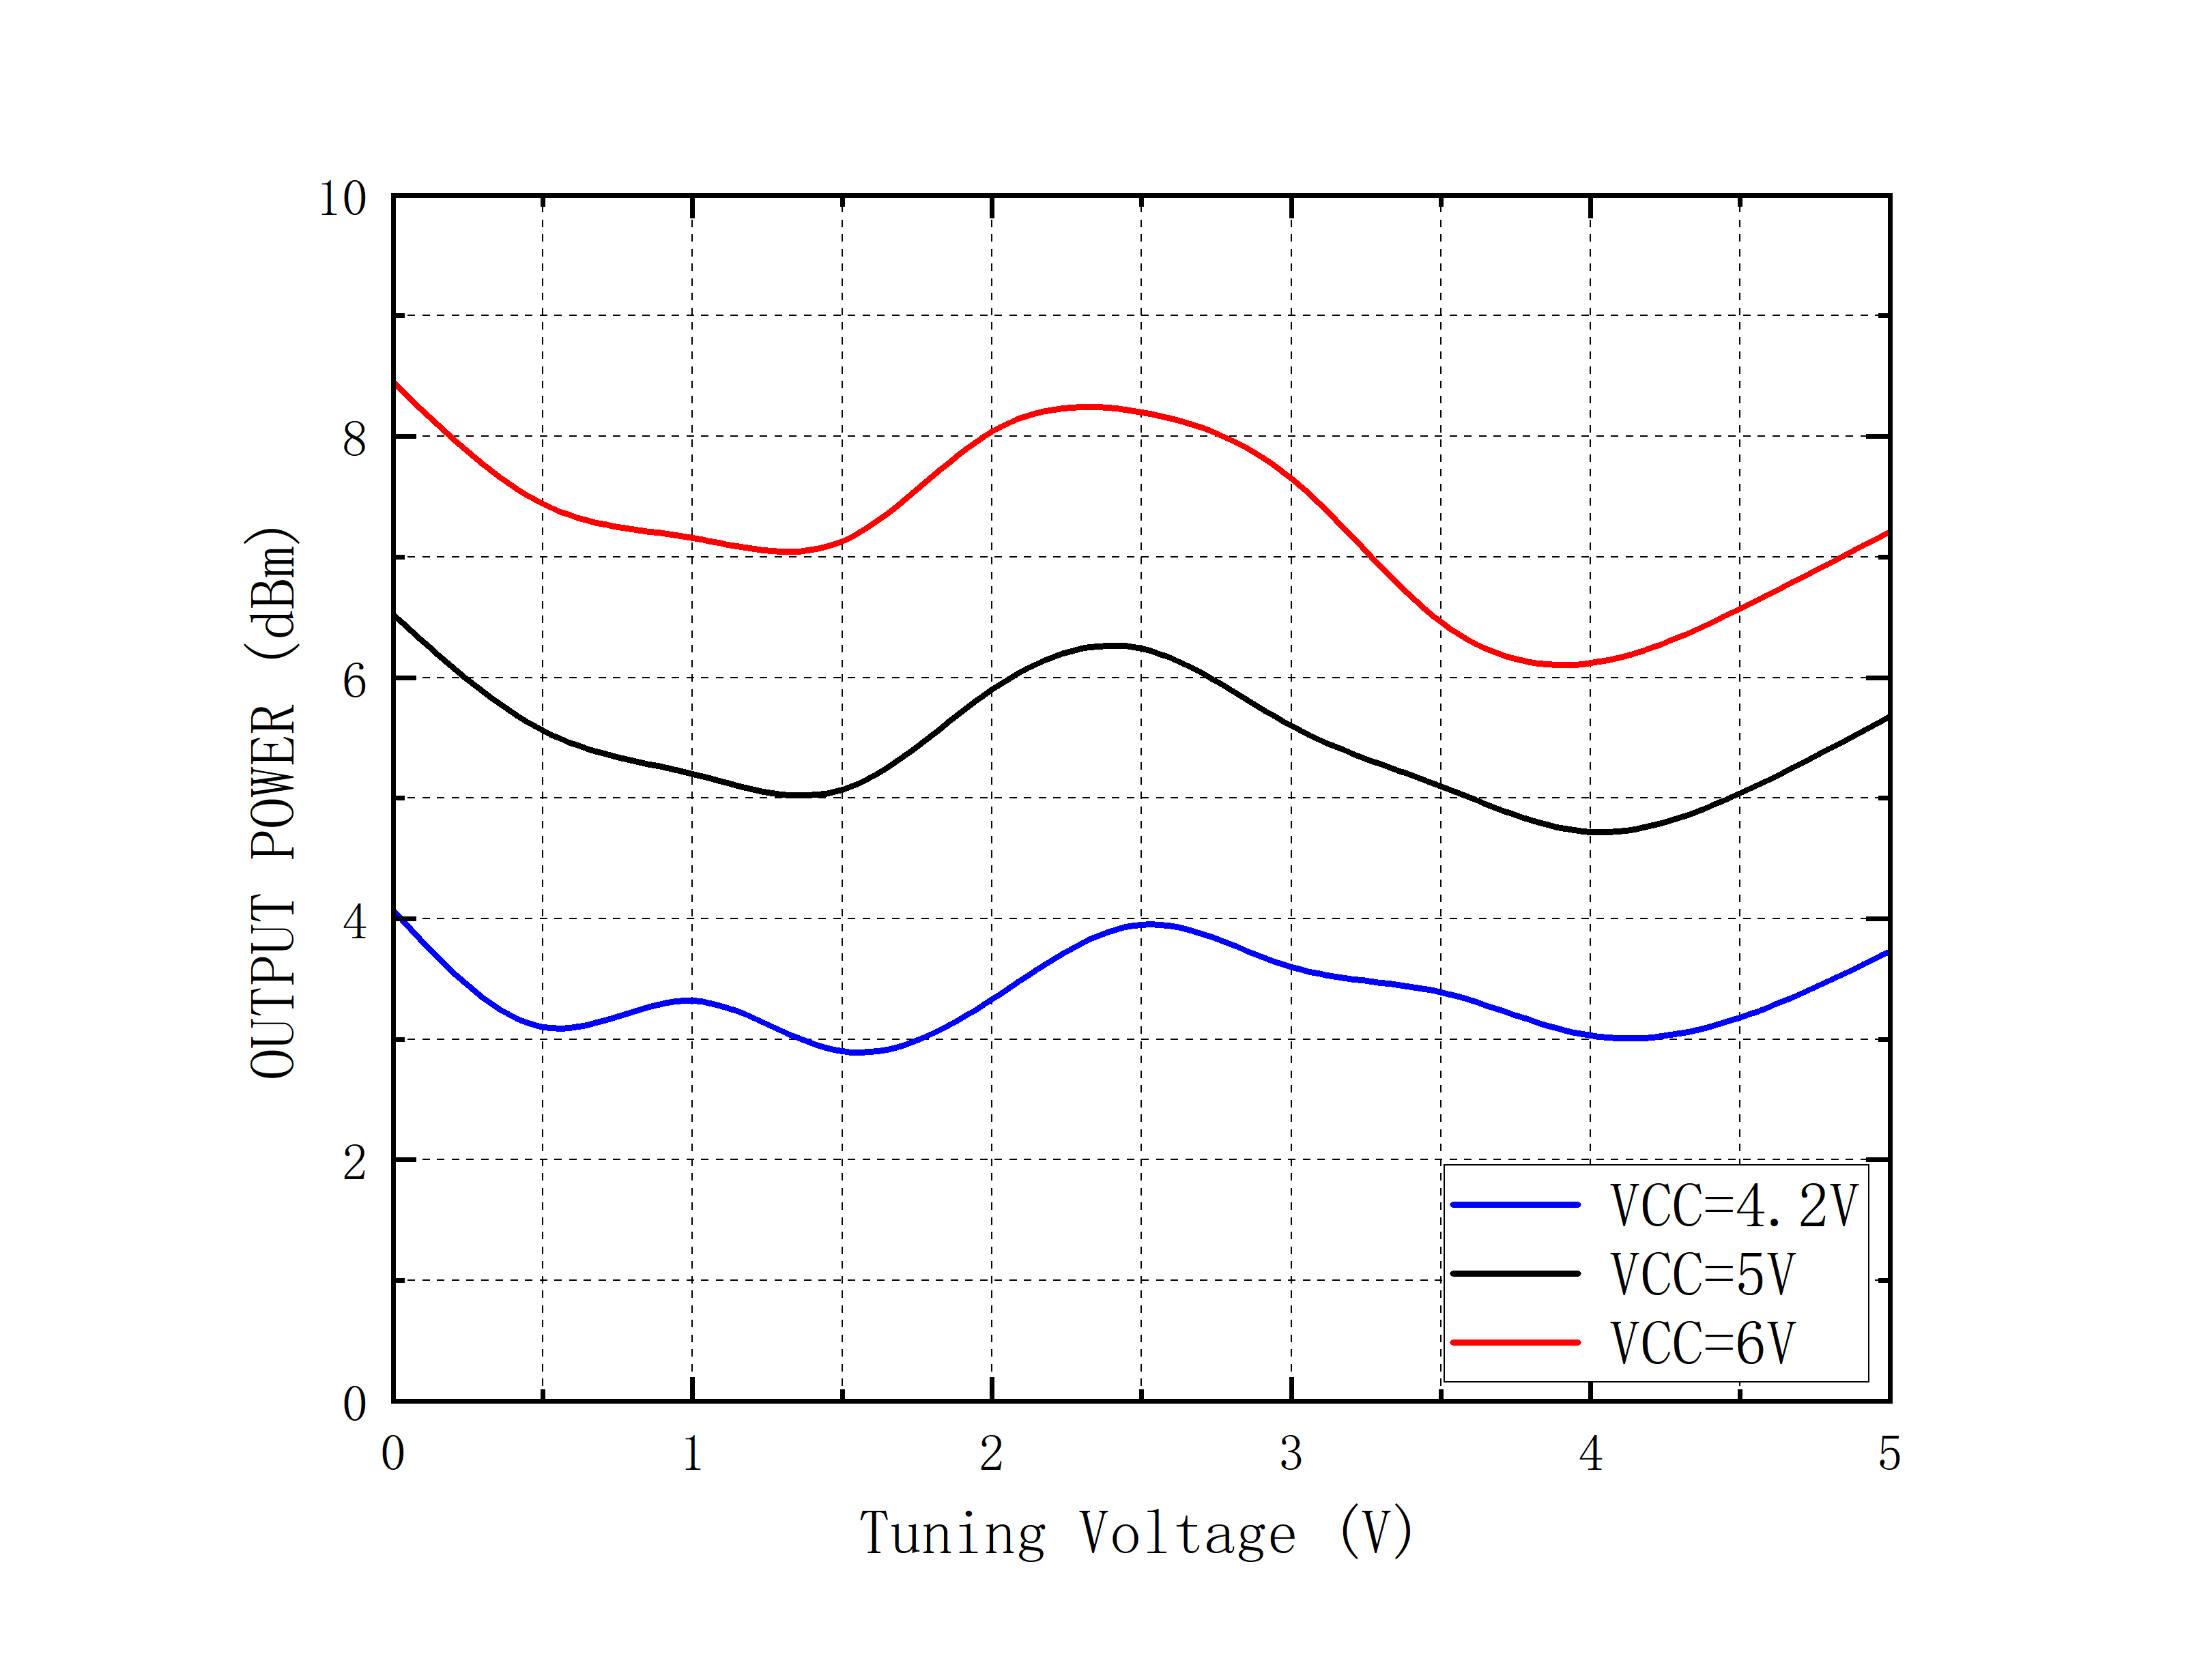 10
8
6
4
2
0
OUTPUT POWER (dBm)
0 1 2 3 4 5
Tuning Voltage (V)
VCC=4.2V
VCC=5V
VCC=6V